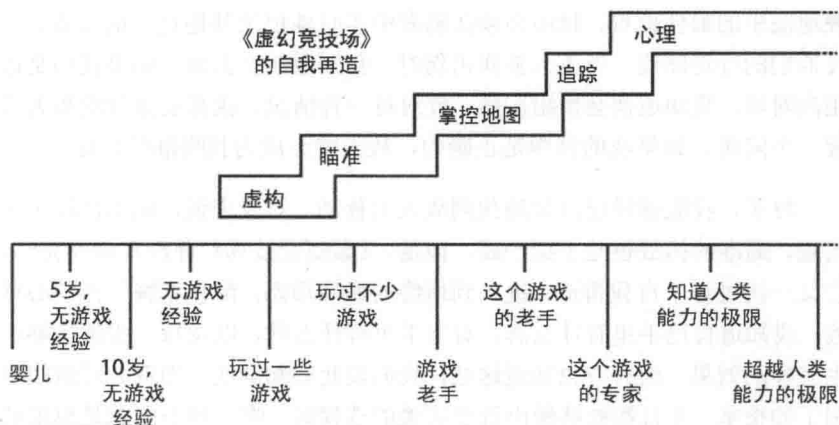 《虚幻竞技场》
的自我再造
心理
追踪
掌控地图
瞄准
虚构
婴儿
5岁，
无游戏
经验
10岁，
无游戏
经验
无游戏
经验
玩过一些
游戏
玩过不少
游戏
游戏
老手
这个游戏
的老手
这个游戏
的专家
知道人类
能力的极限
超越人类
能力的极限